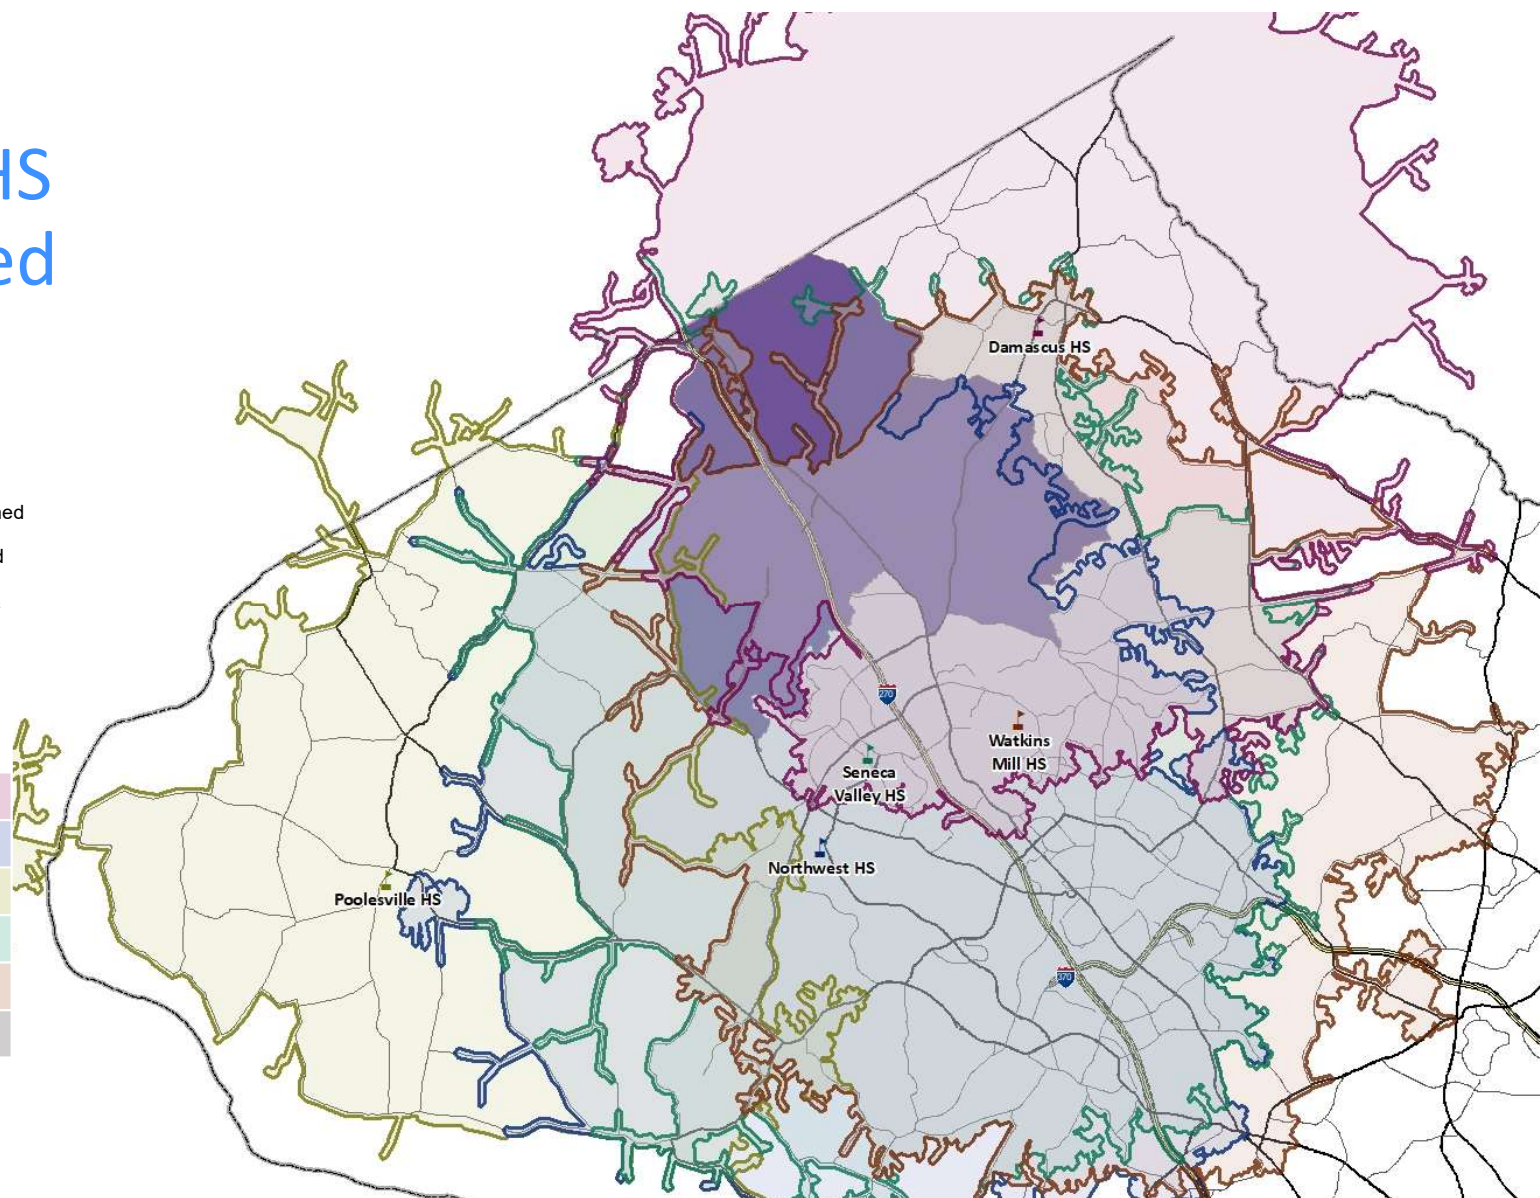 HS
ed
ned
d
Damascus HS
270
Watkins
Mill HS
Seneca
Valley HS
Northwest HS
Poolesville HS
370